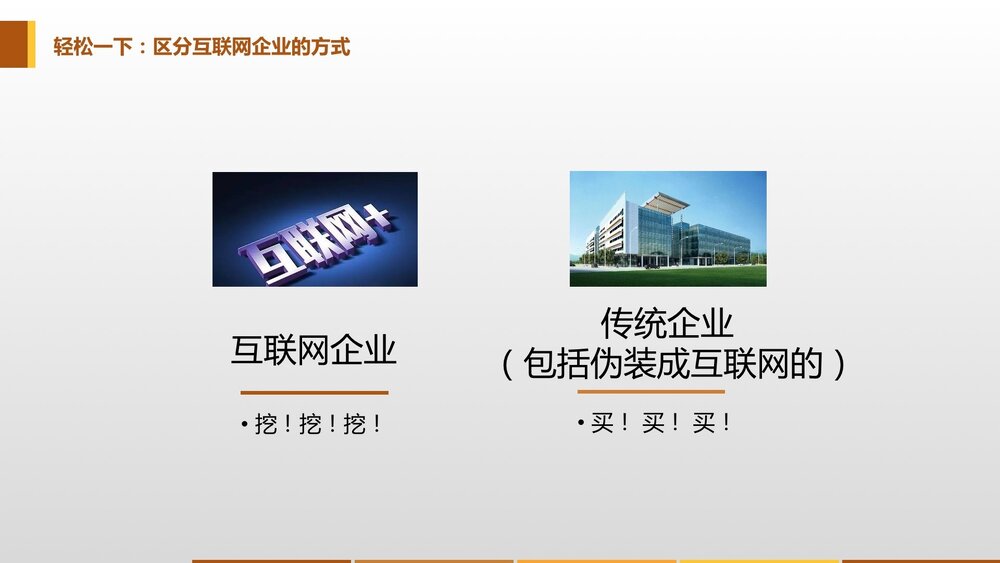 轻松一下：区分互联网企业的方式
互联网+
互联网企业
• 挖！挖！挖！
传统企业
（包括伪装成互联网的）
• 买！ 买！ 买！